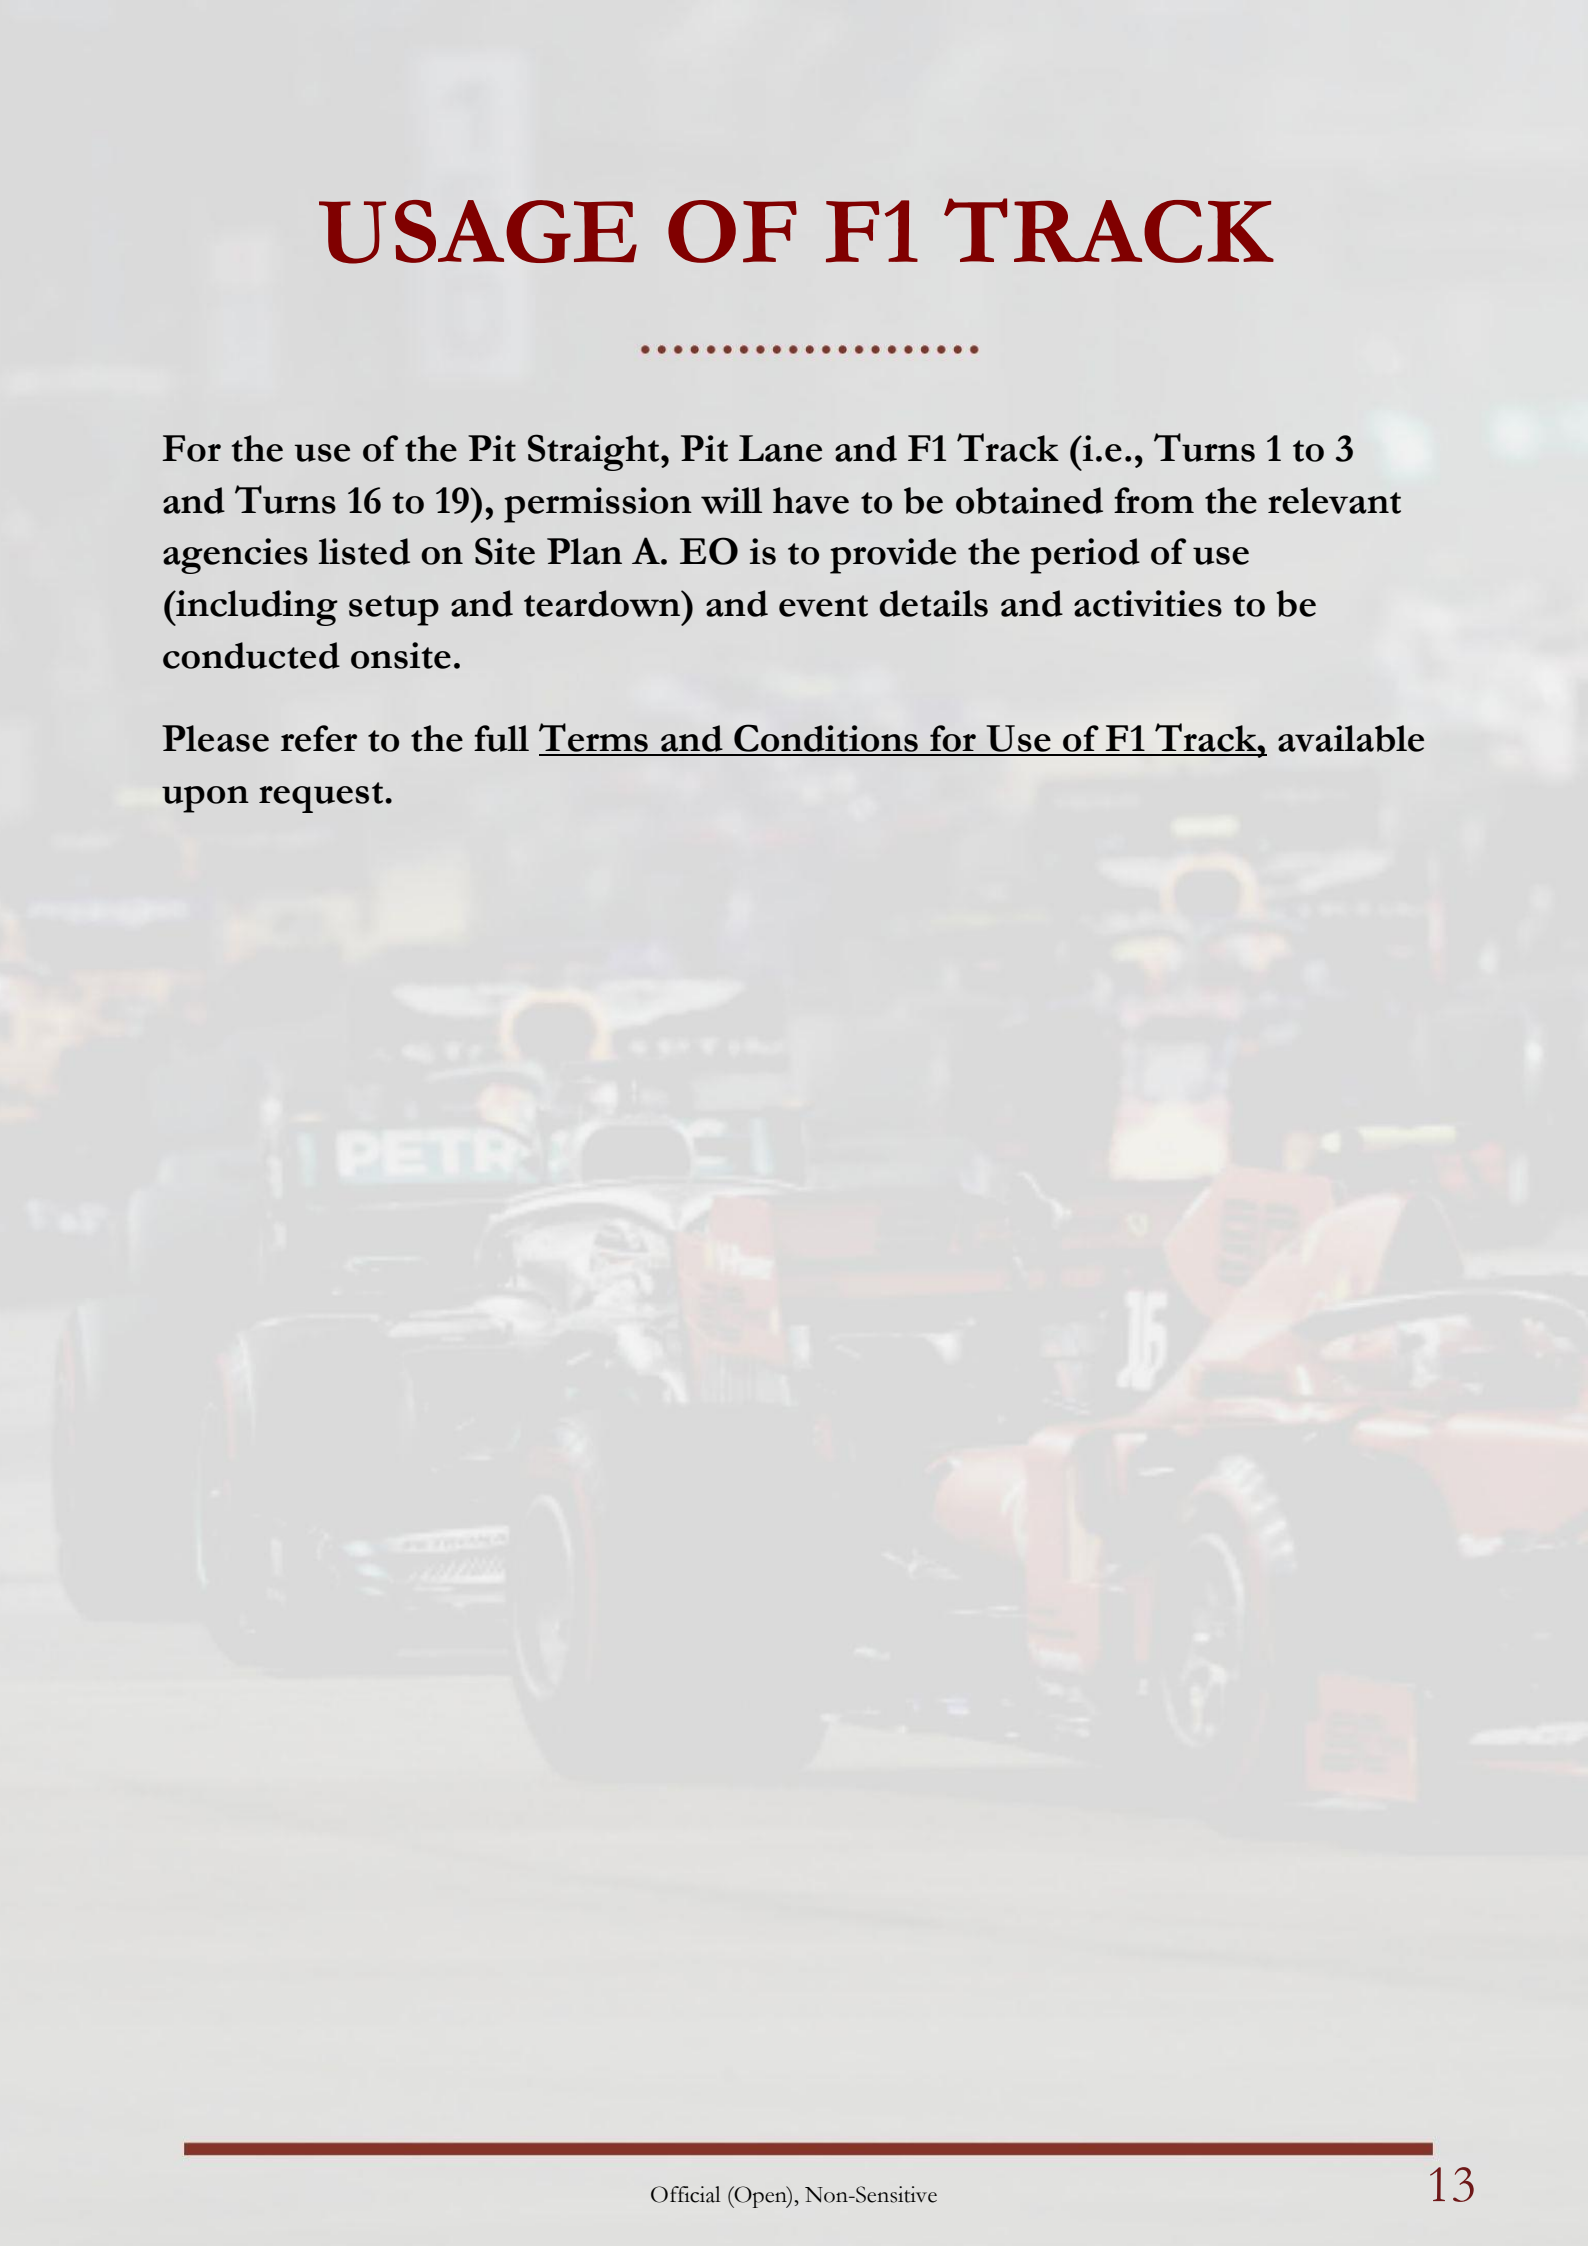 USAGE OF F1 TRACK
For the use of the Pit Straight, Pit Lane and F1 Track (i.e., Turns 1 to 3
and Turns 16 to 19), permission will have to be obtained from the relevant
agencies listed on Site Plan A. EO is to provide the period of use
(including setup and teardown) and event details and activities to be
conducted onsite.
Please refer to the full Terms and Conditions for Use of F1 Track, available
upon request.
16
Official (Open), Non-Sensitive
13